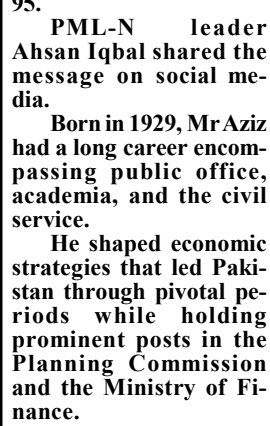 95.
PML-N leader
Ahsan Iqbal shared the
message on social me-
dia.
Born in 1929, Mr Aziz
had a long career encom-
passing public office,
academia, and the civil
service.
He shaped economic
strategies that led Paki-
stan through pivotal pe-
riods while holding
prominent posts in the
Planning Commission
and the Ministry of Fi-
nance.